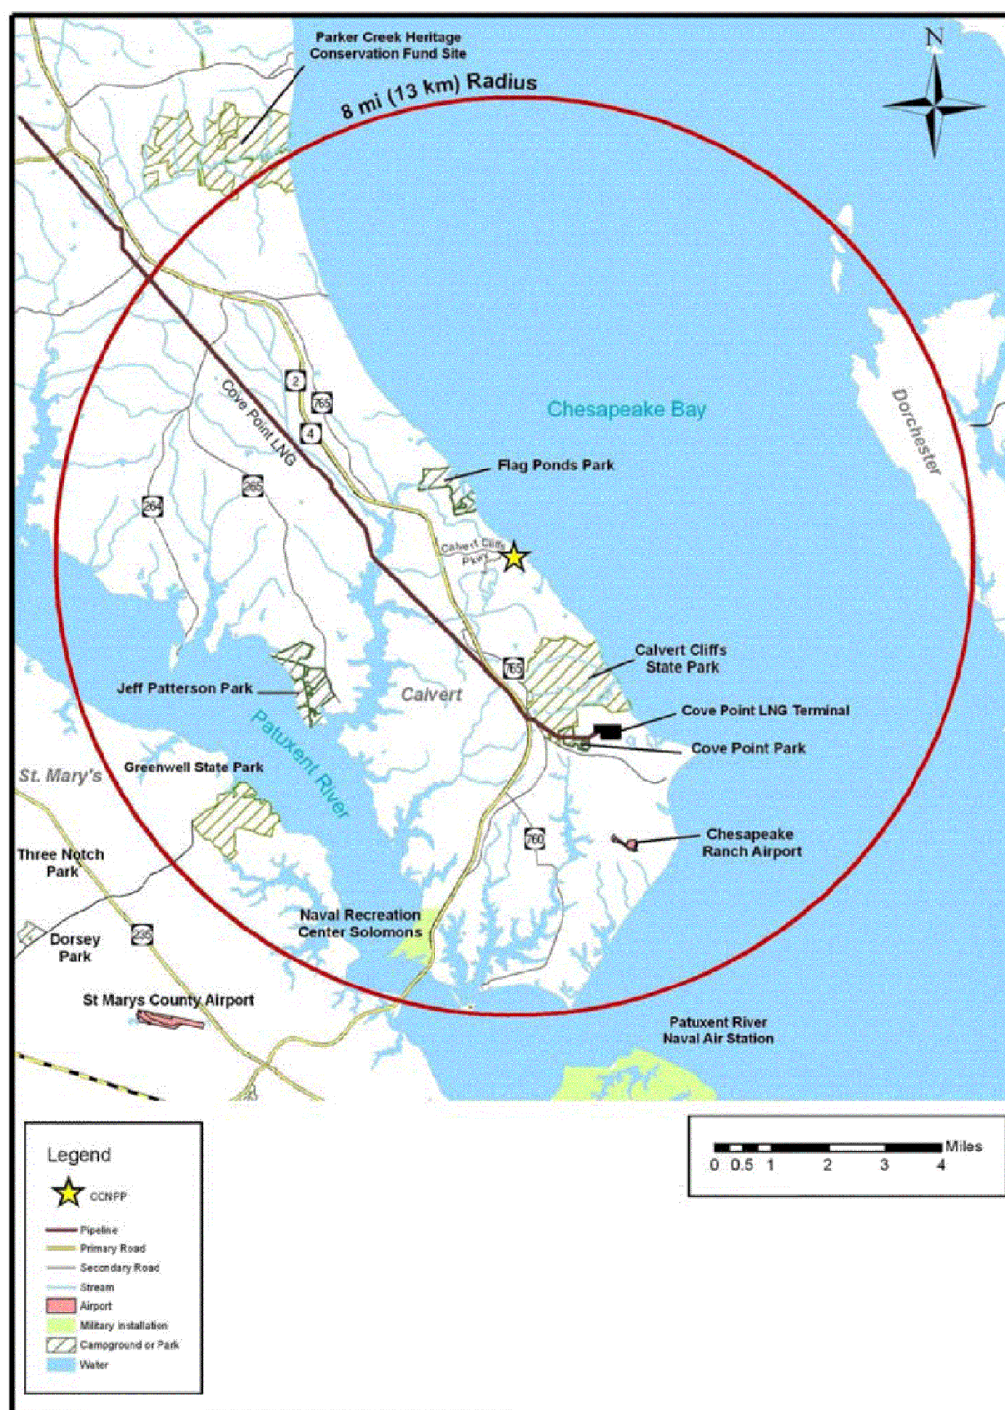 Parker Creek Heritage
Conservation Fund Site
N
8 mi (13 km) Radius
2
765
Cove Point LNG
4
Chesapeake Bay
Dorchester
Flag Ponds Park
265
264
Calvert Cliffs
Pkwy
Calvert Cliffs
State Park
765
Jeff Patterson Park
Calvert
Cove Point LNG Terminal
Patuxent River
Cove Point Park
St. Mary's
Greenwell State Park
760
Chesapeake
Ranch Airport
Three Notch
Park
Naval Recreation
Center Solomons
235
Dorsey
Park
St Marys County Airport
Patuxent River
Naval Air Station
Legend
CCNPP
Pipeline
Primary Road
Secondary Road
Stream
Airport
Military Installation
Campground or Park
Water
Miles
0 0.5 1 2 3 4